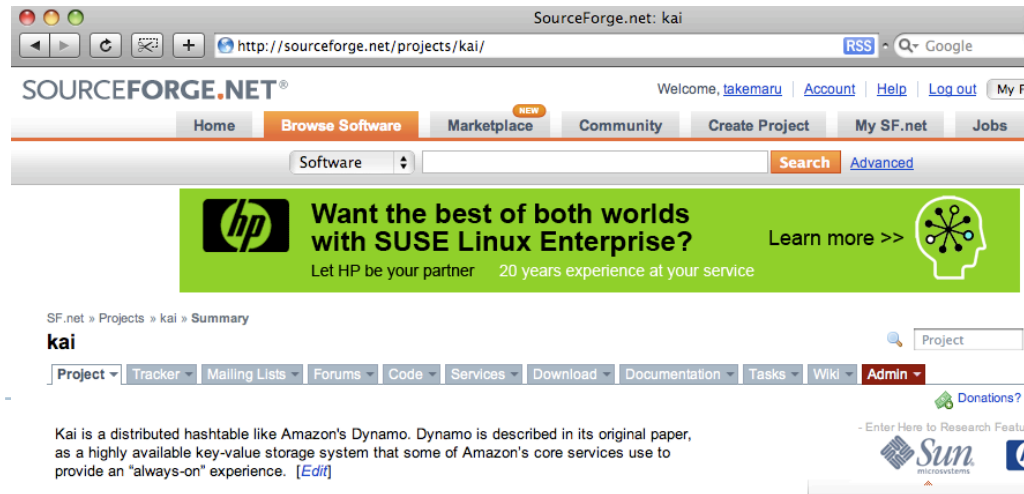 SourceForge.net: kai
http://sourceforge.net/projects/kai/ RSS Google
SOURCEFORGE.NET® Welcome, takemaru Account Help Log out
NEW
Home Browse Software Marketplace Community Create Project My SF.net Jobs
Software Search Advanced
hp Want the best of both worlds
with SUSE Linux Enterprise? Learn more >>
Let HP be your partner 20 years experience at your service
SF.net » Projects » kai » Summary
kai Project
Project Tracker Mailing Lists Forums Code Services Download Documentation Tasks Wiki Admin
Donations?
Kai is a distributed hashtable like Amazon's Dynamo. Dynamo is described in its original paper,
as a highly available key-value storage system that some of Amazon's core services use to
provide an “always-on” experience. [Edit]
- Enter Here to Research
Sun
microsystems